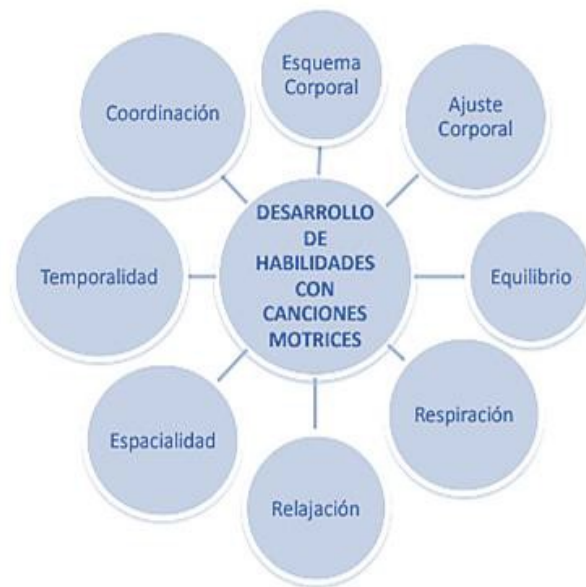 Esquema
Corporal
Ajuste
Corporal
Equilibrio
Respiración
Relajación
Espacialidad
Temporalidad
Coordinación
DESARROLLO
DE
HABILIDADES
CON
CANCIONES
MOTRICES